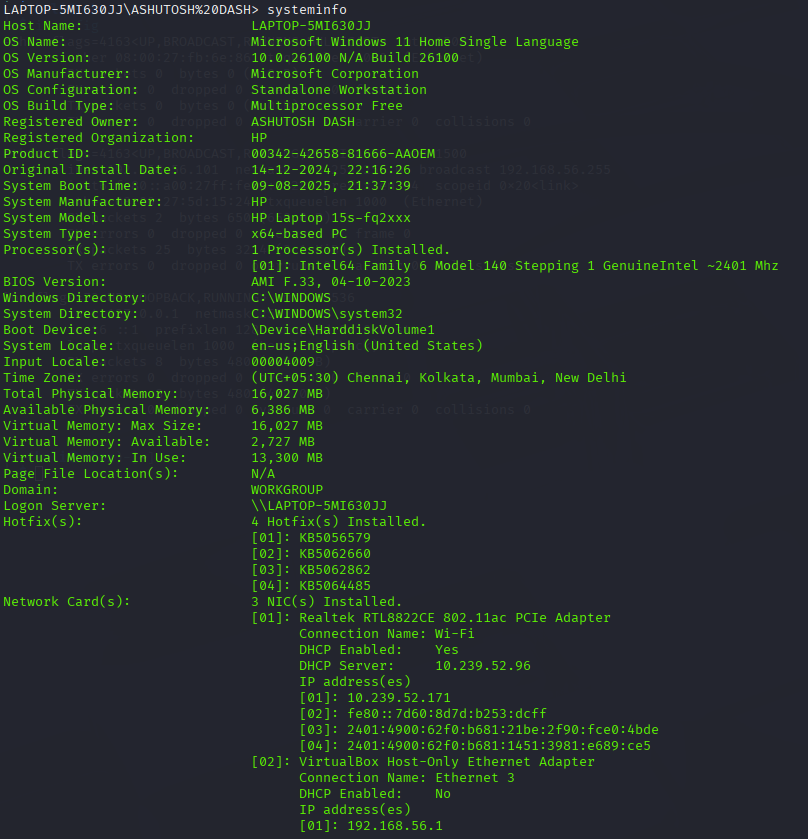 LAPTOP-5MI630JJ\ASHUTOSH%20DASH> systeminfo
Host Name: LAPTOP-5MI630JJ
OS Name: Microsoft Windows 11 Home Single Language
OS Version: 10.0.26100 N/A Build 26100
OS Manufacturer: Microsoft Corporation
OS Configuration: Standalone Workstation
OS Build Type: Multiprocessor Free
Registered Owner: ASHUTOSH DASH
Registered Organization: HP
Product ID: 00342-42658-81666-AAOEM
Original Install Date: 14-12-2024, 22:16:26
System Boot Time: 09-08-2025, 21:37:39
System Manufacturer: HP
System Model: HP Laptop 15s-fq2xxx
System Type: x64-based PC
Processor(s): 1 Processor(s) Installed.
[01]: Intel64 Family 6 Model 140 Stepping 1 GenuineIntel ~2401 Mhz
BIOS Version: AMI F.33, 04-10-2023
Windows Directory: C:\WINDOWS
System Directory: C:\WINDOWS\system32
Boot Device: \Device\HarddiskVolume1
System Locale: en-us;English (United States)
Input Locale: 00004009
Time Zone: (UTC+05:30) Chennai, Kolkata, Mumbai, New Delhi
Total Physical Memory: 16,027 MB
Available Physical Memory: 6,386 MB
Virtual Memory: Max Size: 16,027 MB
Virtual Memory: Available: 2,727 MB
Virtual Memory: In Use: 13,300 MB
Page File Location(s): N/A
Domain: WORKGROUP
Logon Server: \\LAPTOP-5MI630JJ
Hotfix(s): 4 Hotfix(s) Installed.
[01]: KB5056579
[02]: KB5062660
[03]: KB5062862
[04]: KB5064485
Network Card(s): 3 NIC(s) Installed.
[01]: Realtek RTL8822CE 802.11ac PCIe Adapter
Connection Name: Wi-Fi
DHCP Enabled: Yes
DHCP Server: 10.239.52.96
IP address(es)
[01]: 10.239.52.171
[02]: fe80::7d60:8d7d:b253:dcff
[03]: 2401:4900:62f0:b681:21be:2f90:fce0:4bde
[04]: 2401:4900:62f0:b681:1451:3981:e689:ce5
[02]: VirtualBox Host-Only Ethernet Adapter
Connection Name: Ethernet 3
DHCP Enabled: No
IP address(es)
[01]: 192.168.56.1